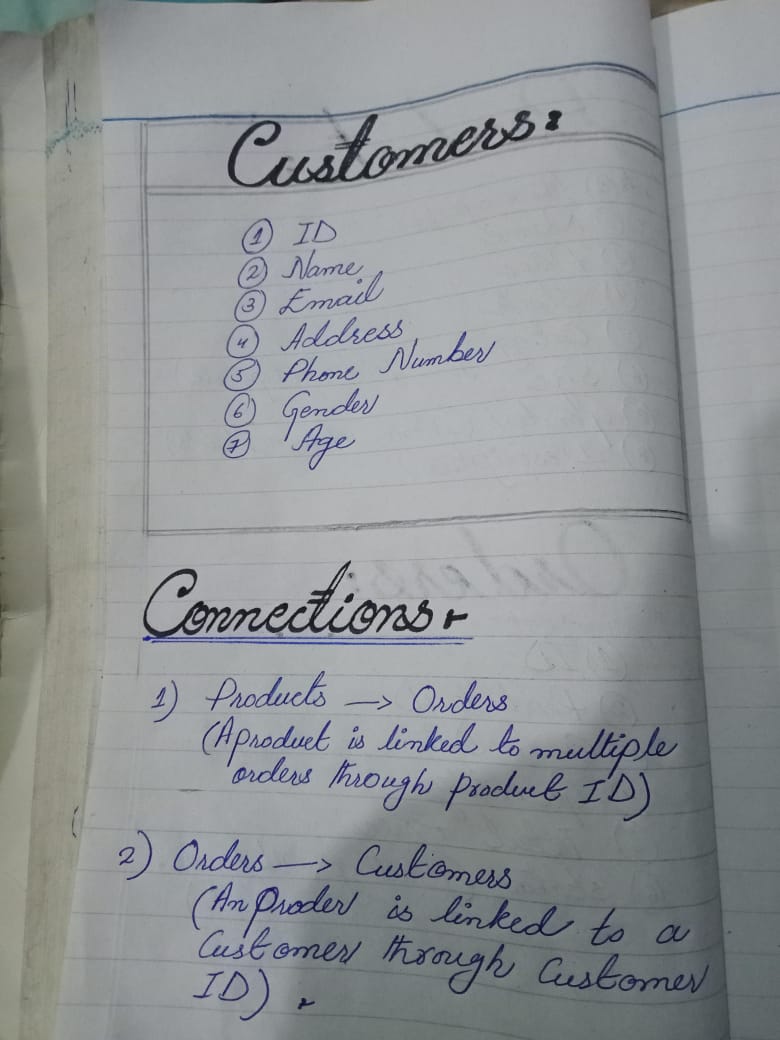 Customers:
① ID
② Name
③ Email
④ Address
⑤ Phone Number
⑥ Gender
⑦ Age
Connections:
1) Products → Orders
(A product is linked to multiple
orders through product ID)
2) Orders → Customers
(An Proder is linked to a
Customer through Customer
ID).